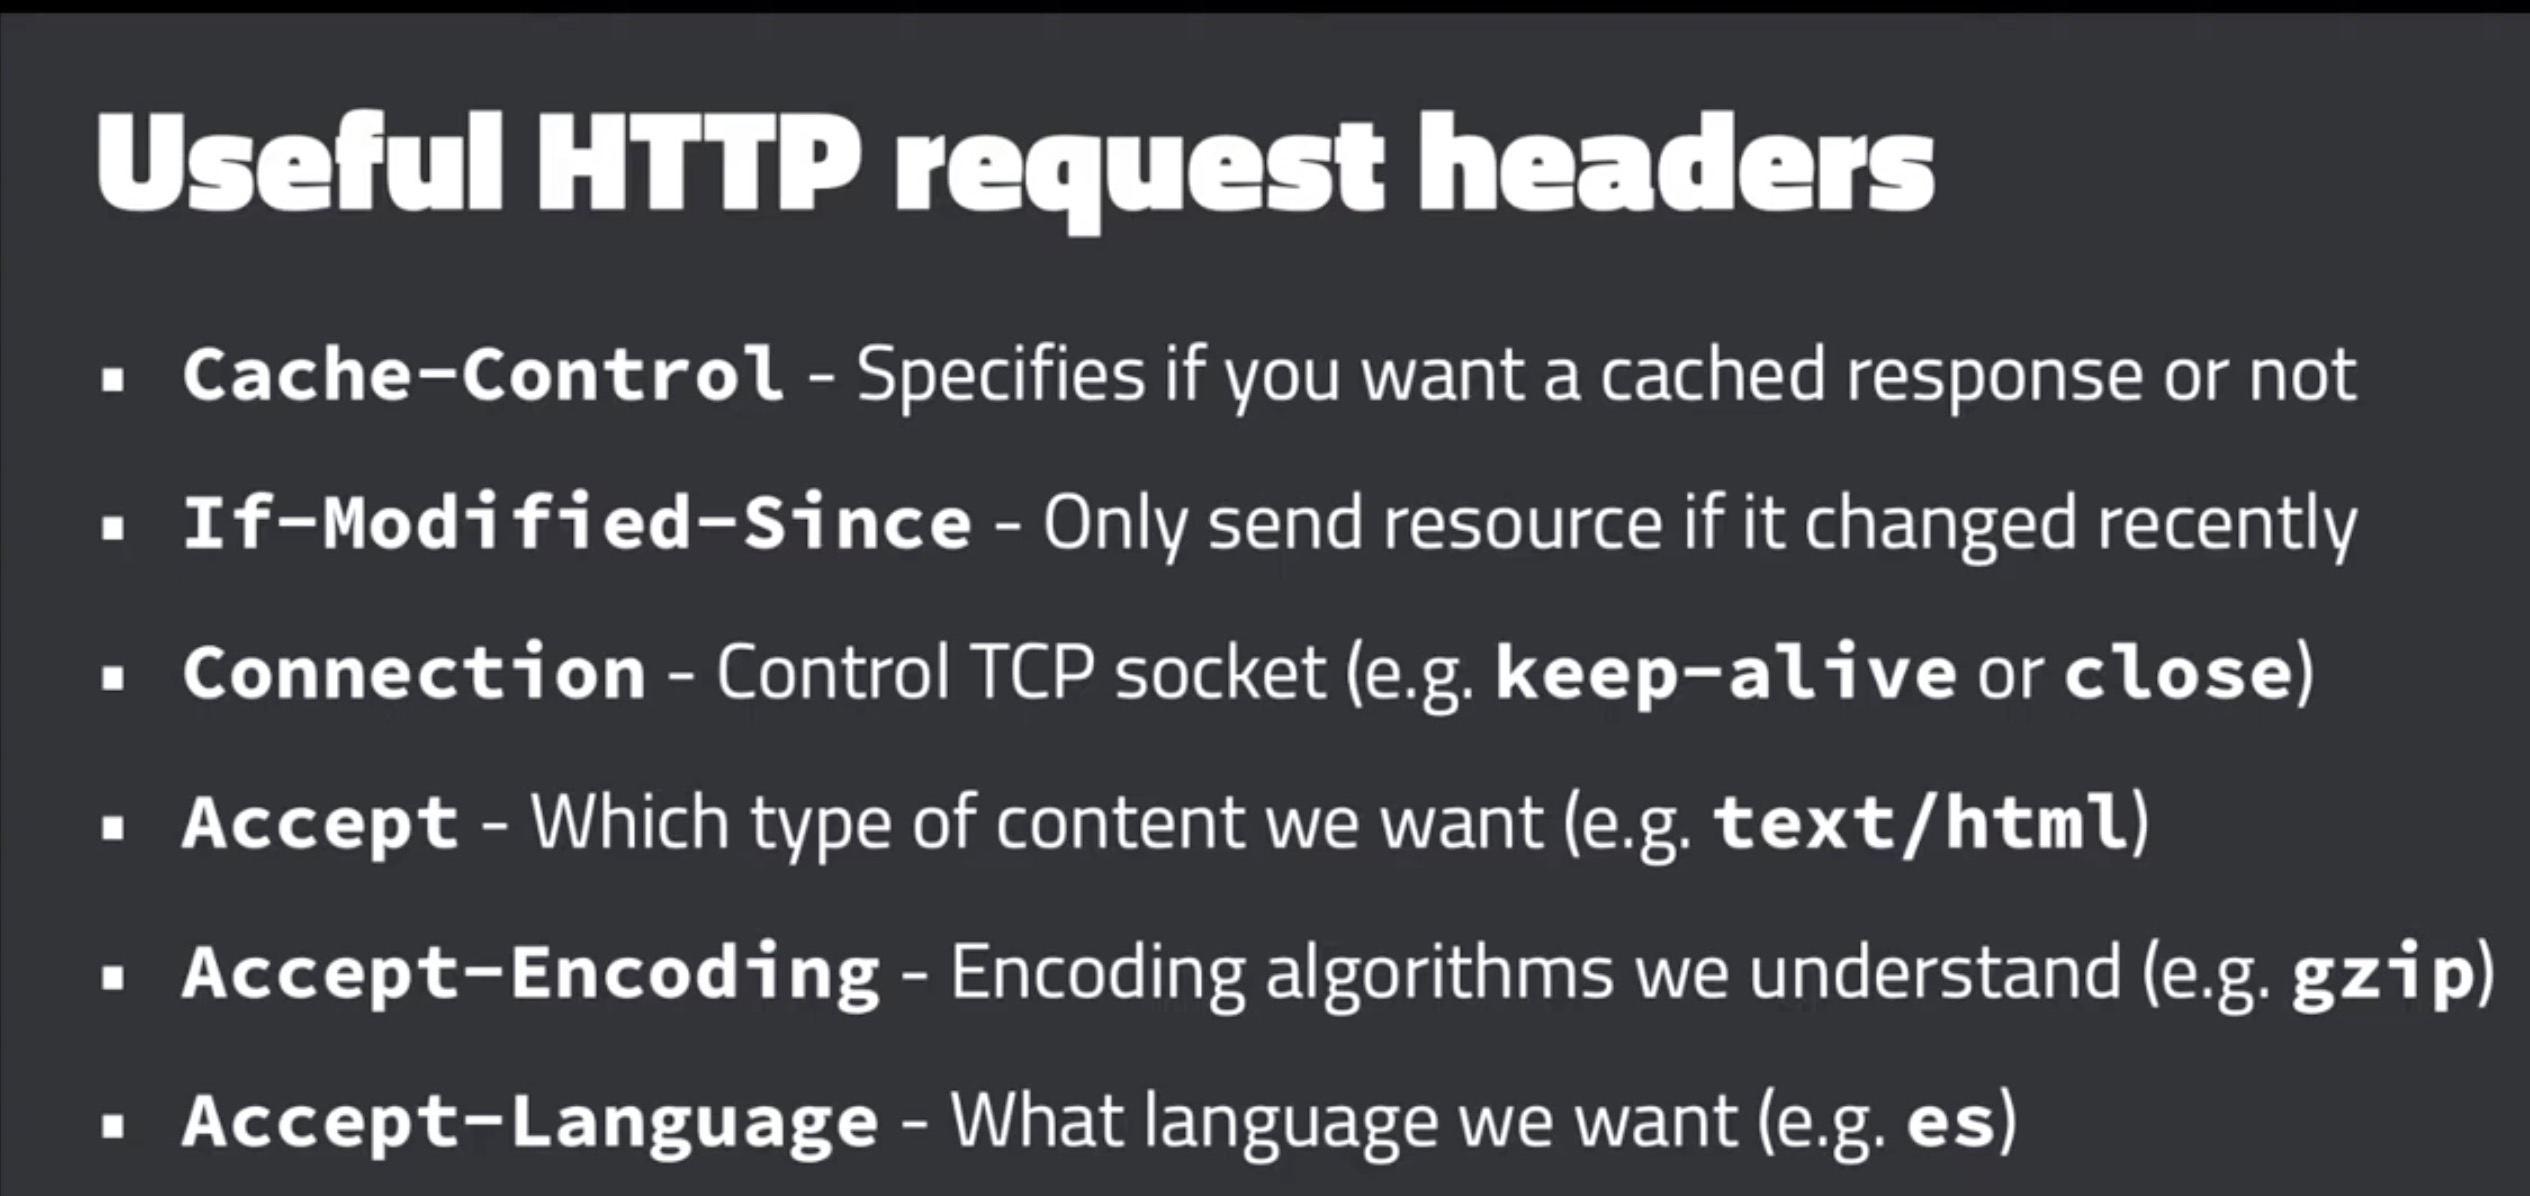 Useful HTTP request headers
▪ Cache-Control - Specifies if you want a cached response or not
▪ If-Modified-Since - Only send resource if it changed recently
▪ Connection - Control TCP socket (e.g. keep-alive or close)
▪ Accept - Which type of content we want (e.g. text/html)
▪ Accept-Encoding - Encoding algorithms we understand (e.g. gzip)
▪ Accept-Language - What language we want (e.g. es)